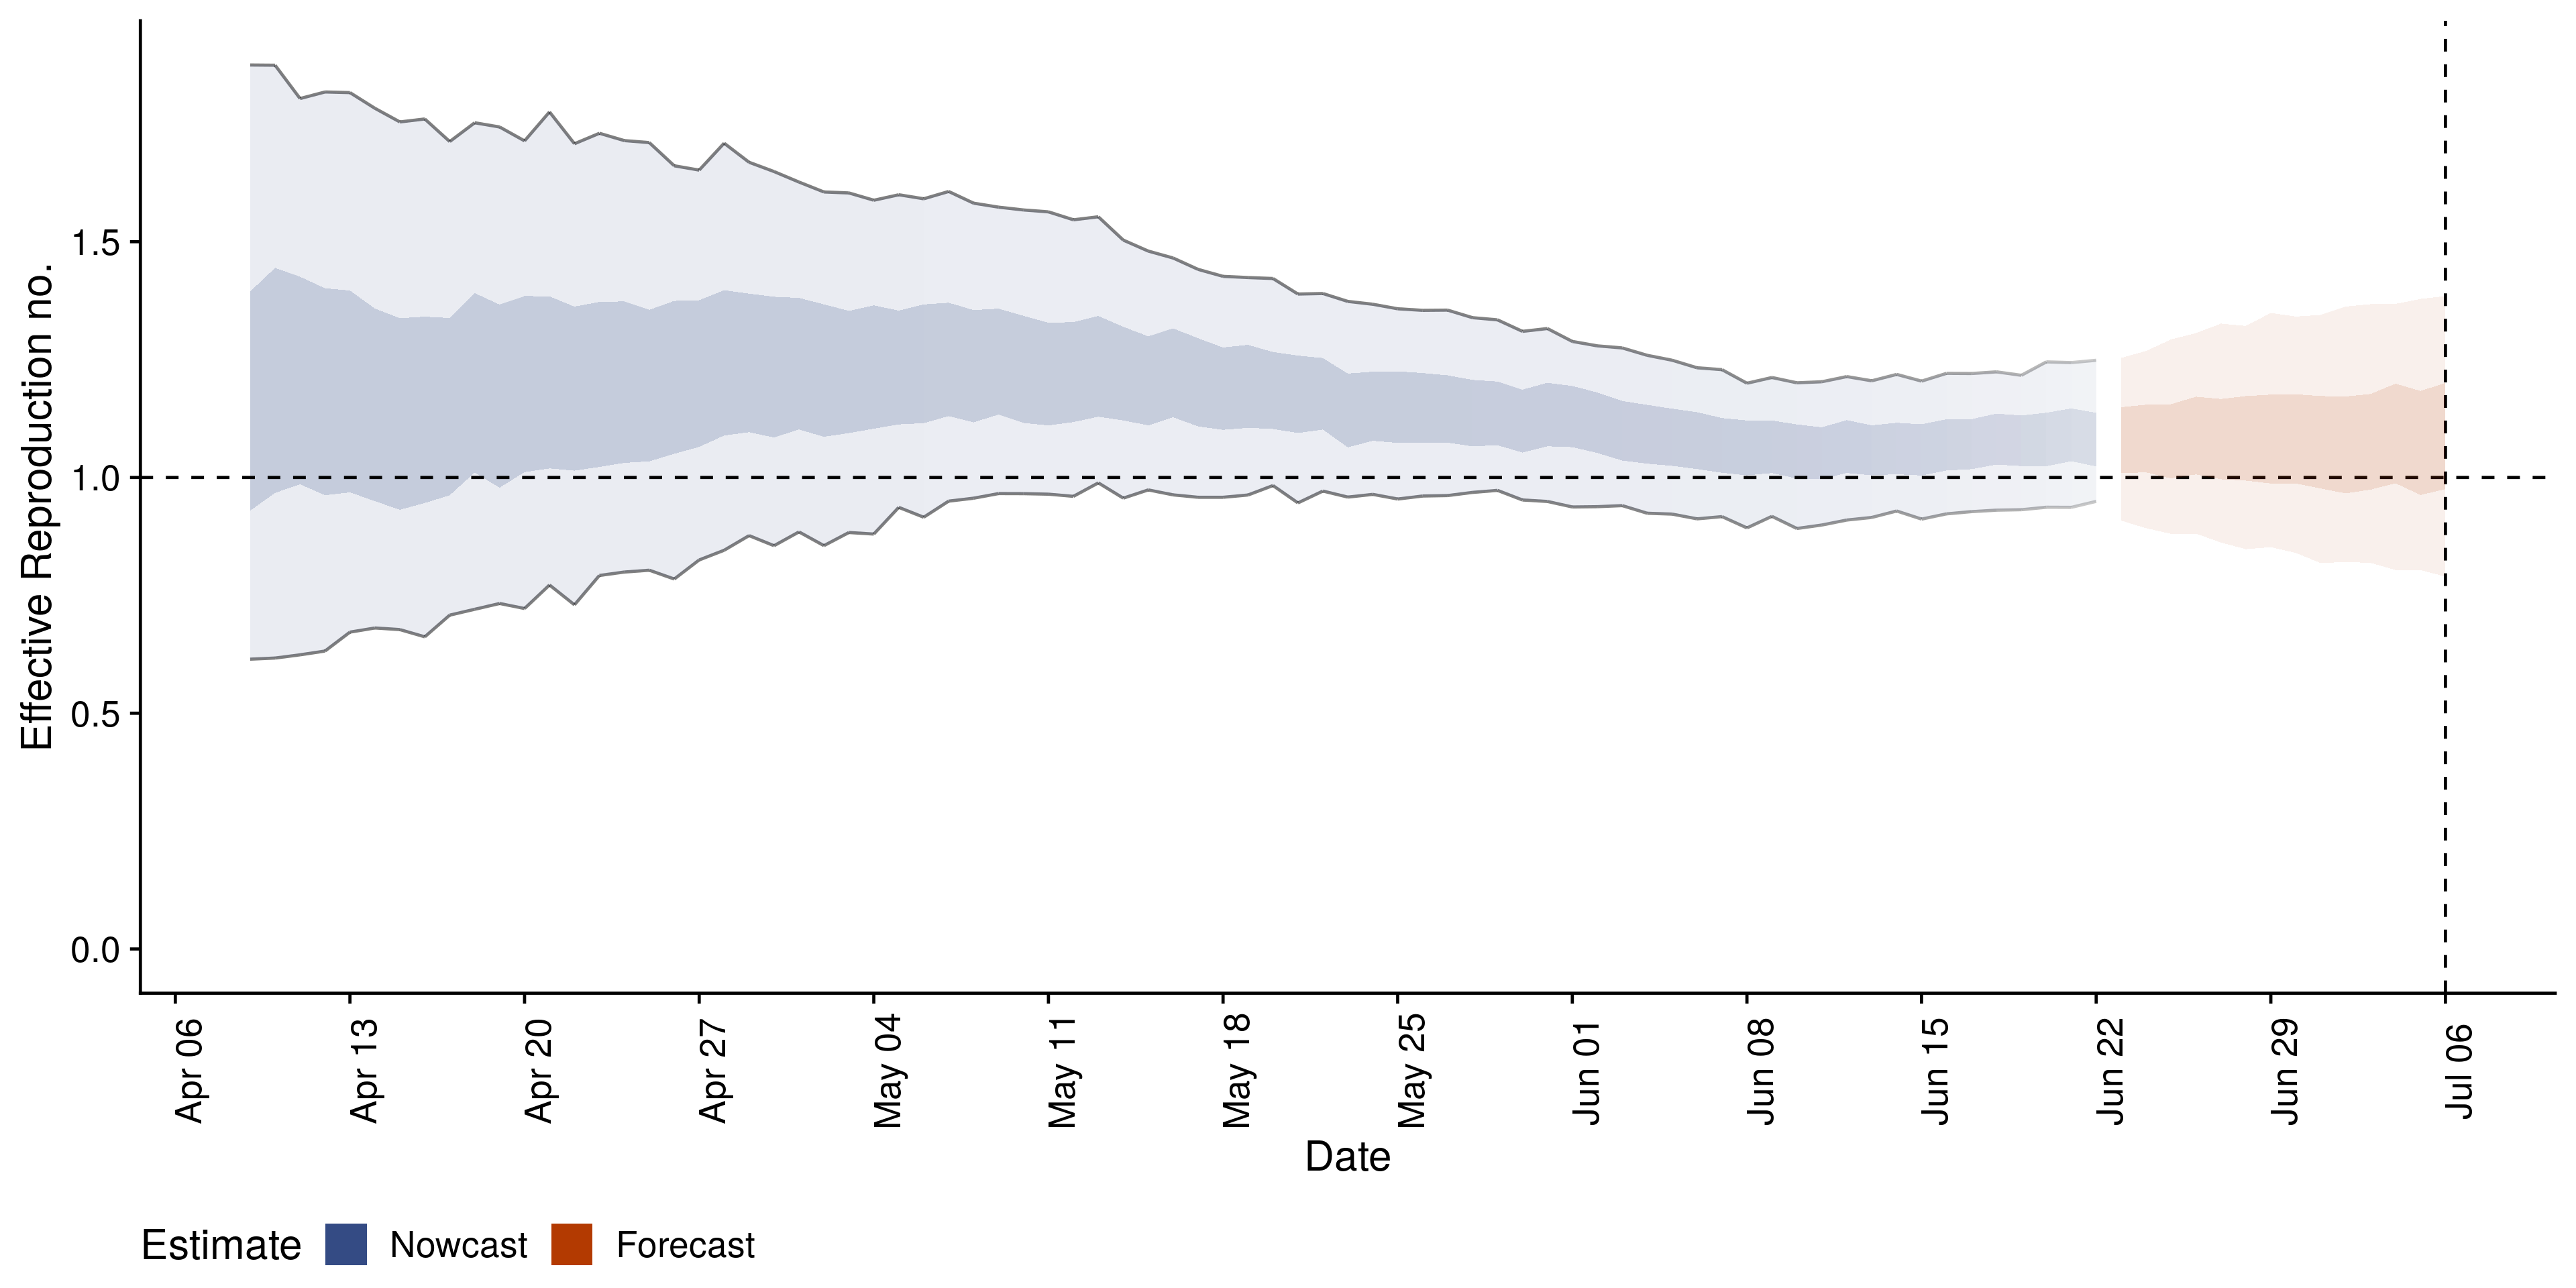 Effective Reproduction no.
1.5
1.0
0.5
0.0
Apr 06
Apr 13
Apr 20
Apr 27
May 04
May 11
May 18
May 25
Jun 01
Jun 08
Jun 15
Jun 22
Jun 29
Jul 06
Date
Estimate Nowcast Forecast